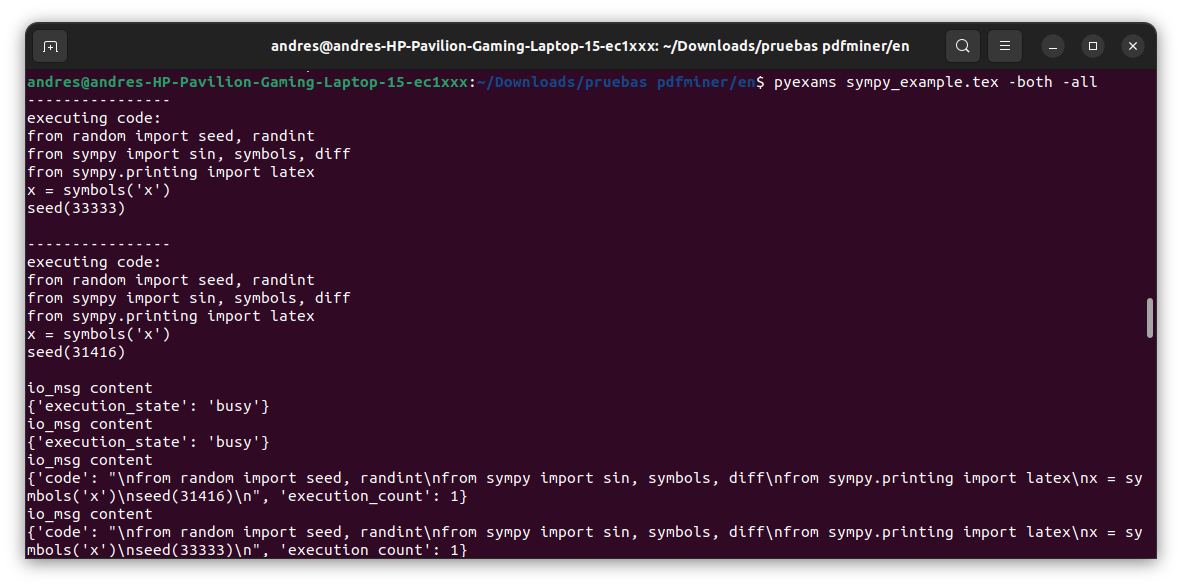 andres@andres-HP-Pavilion-Gaming-Laptop-15-ec1xxx: ~/Downloads/pruebas pdfminer/en
andres@andres-HP-Pavilion-Gaming-Laptop-15-ec1xxx:~/Downloads/pruebas pdfminer/en$ pyexams sympy_example.tex -both -all
----------------
executing code:
from random import seed, randint
from sympy import sin, symbols, diff
from sympy.printing import latex
x = symbols('x')
seed(33333)
----------------
executing code:
from random import seed, randint
from sympy import sin, symbols, diff
from sympy.printing import latex
x = symbols('x')
seed(31416)
io_msg content
{'execution_state': 'busy'}
io_msg content
{'execution_state': 'busy'}
io_msg content
{'code': "\nfrom random import seed, randint\nfrom sympy import sin, symbols, diff\nfrom sympy.printing import latex\nx = sy
mbols('x')\nseed(31416)\n", 'execution_count': 1}
io_msg content
{'code': "\nfrom random import seed, randint\nfrom sympy import sin, symbols, diff\nfrom sympy.printing import latex\nx = sy
mbols('x')\nseed(33333)\n", 'execution_count': 1}